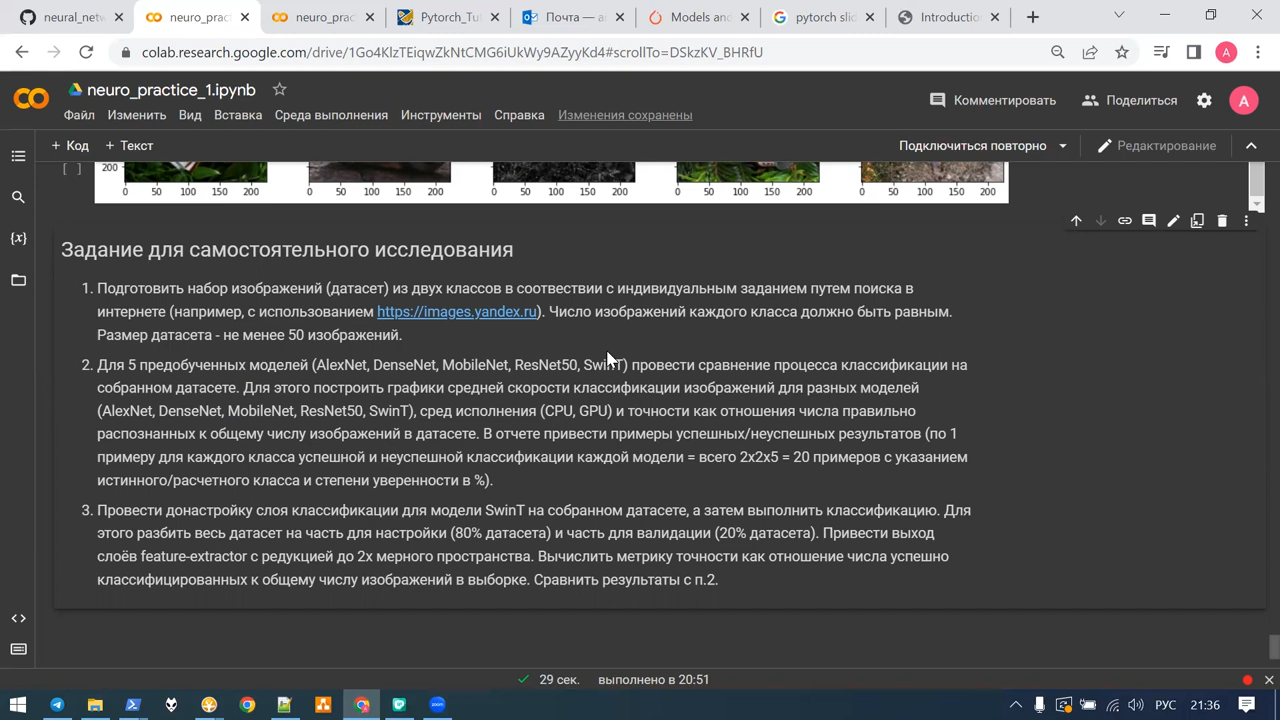 neural_netw
neuro_prac
neuro_prac
Pytorch_Tut
Почта — a
Models and
pytorch slid
Introduction
colab.research.google.com/drive/1Go4KlzTEiqwZkNtCMG6iUkWy9AZyyKd4#scrollTo=DSkzKV_BHRfU
A
neuro_practice_1.ipynb
Комментировать
Поделиться
A
Файл Изменить Вид Вставка Среда выполнения Инструменты Справка Изменения сохранены
+ Код + Текст
Подключиться повторно
Редактирование
[ ]
200
0 50 100 150 200 0 50 100 150 200 0 50 100 150 200 0 50 100 150 200 0 50 100 150 200
{x}
Задание для самостоятельного исследования
1. Подготовить набор изображений (датасет) из двух классов в соотвествии с индивидуальным заданием путем поиска в
интернете (например, с использованием https://images.yandex.ru). Число изображений каждого класса должно быть равным.
Размер датасета - не менее 50 изображений.
2. Для 5 предобученных моделей (AlexNet, DenseNet, MobileNet, ResNet50, SwinT) провести сравнение процесса классификации на
собранном датасете. Для этого построить графики средней скорости классификации изображений для разных моделей
(AlexNet, DenseNet, MobileNet, ResNet50, SwinT), сред исполнения (CPU, GPU) и точности как отношения числа правильно
распознанных к общему числу изображений в датасете. В отчете привести примеры успешных/неуспешных результатов (по 1
примеру для каждого класса успешной и неуспешной классификации каждой модели = всего 2x2x5 = 20 примеров с указанием
истинного/расчетного класса и степени уверенности в %).
3. Провести донастройку слоя классификации для модели SwinT на собранном датасете, а затем выполнить классификацию. Для
этого разбить весь датасет на часть для настройки (80% датасета) и часть для валидации (20% датасета). Привести выход
слоёв feature-extractor с редукцией до 2х мерного пространства. Вычислить метрику точности как отношение числа успешно
классифицированных к общему числу изображений в выборке. Сравнить результаты с п.2.
29 сек. выполнено в 20:51
РУС 21:36